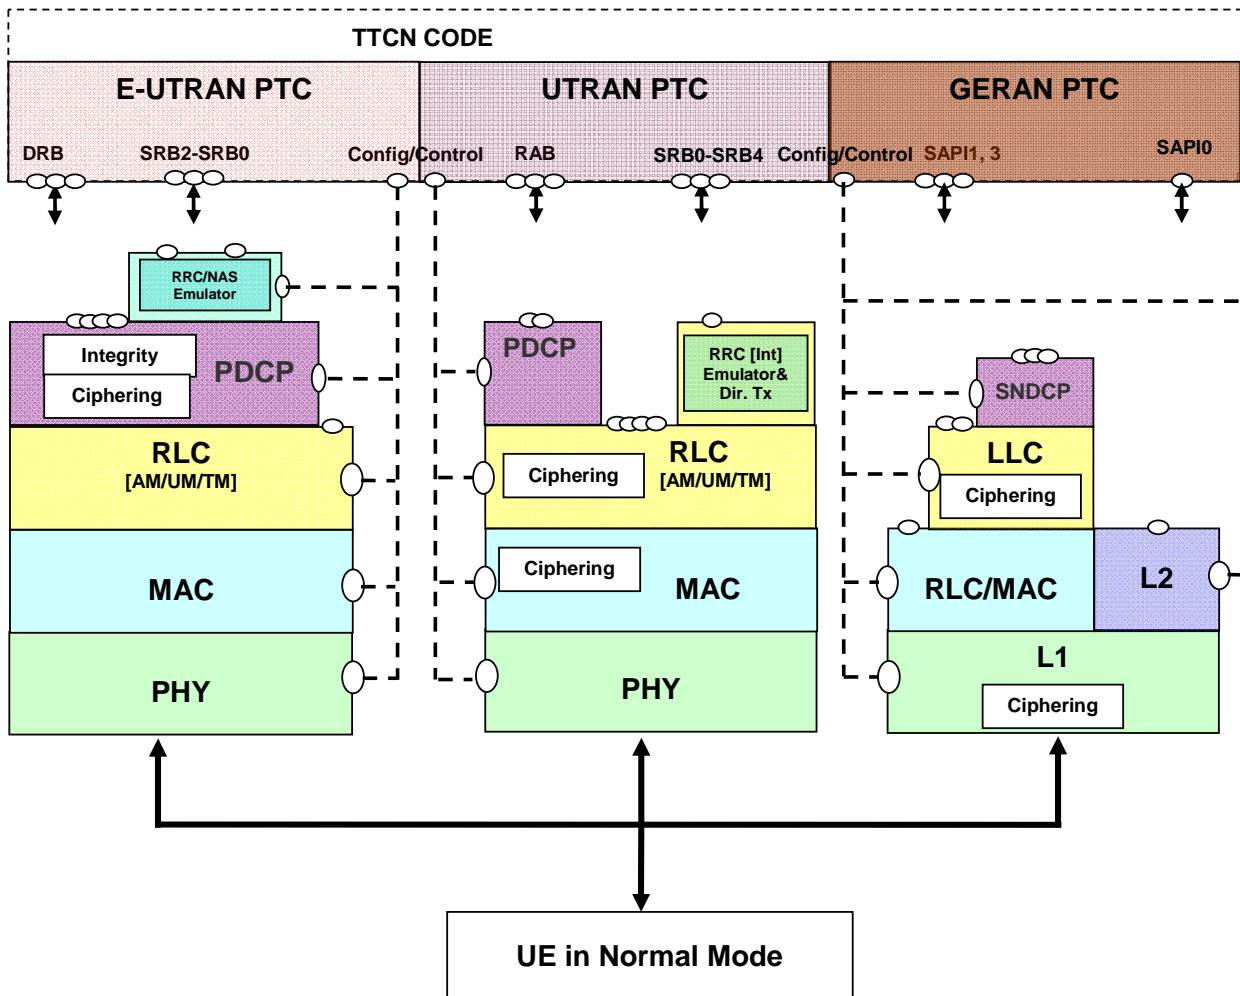 TTCN CODE
E-UTRAN PTC
UTRAN PTC
GERAN PTC
DRB
SRB2-SRB0
Config/Control
RAB
SRB0-SRB4
Config/Control
SAPI1, 3
SAPI0
RRC/NAS
Emulator
Integrity
Ciphering
PDCP
RLC
[AM/UM/TM]
MAC
PHY
PDCP
RRC [Int]
Emulator&
Dir. Tx
Ciphering
RLC
[AM/UM/TM]
Ciphering
MAC
PHY
SNDCP
LLC
Ciphering
RLC/MAC
L2
L1
Ciphering
UE in Normal Mode